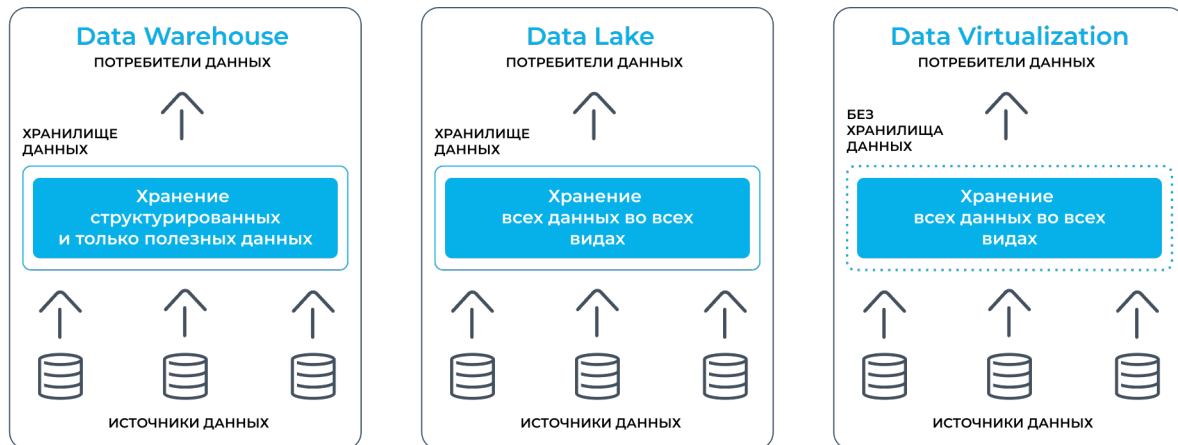 Data Warehouse
ПОТРЕБИТЕЛИ ДАННЫХ
ХРАНИЛИЩЕ
ДАННЫХ
Хранение
структурированных
и только полезных данных
ИСТОЧНИКИ ДАННЫХ
Data Lake
ПОТРЕБИТЕЛИ ДАННЫХ
ХРАНИЛИЩЕ
ДАННЫХ
Хранение
всех данных во всех
видах
ИСТОЧНИКИ ДАННЫХ
Data Virtualization
ПОТРЕБИТЕЛИ ДАННЫХ
БЕЗ
ХРАНИЛИЩА
ДАННЫХ
Хранение
всех данных во всех
видах
ИСТОЧНИКИ ДАННЫХ